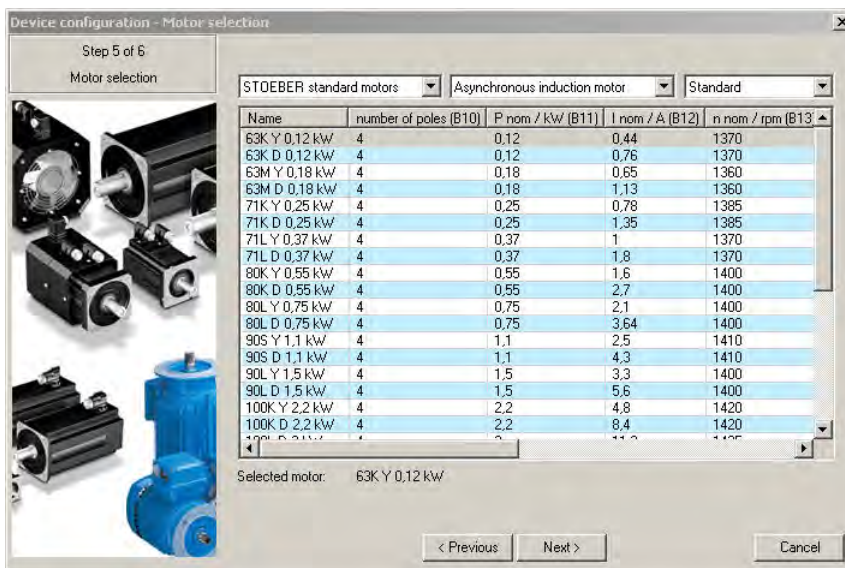 Device configuration - Motor selection
Step 5 of 6
Motor selection
STOEBER standard motors Asynchronous induction motor Standard
Name number of poles (B10) P nom / kW (B11) I nom / A (B12) n nom / rpm (B13
63K Y 0,12 kW 4 0,12 0,44 1370
63K D 0,12 kW 4 0,12 0,76 1370
63M Y 0,18 kW 4 0,18 0,65 1360
63M D 0,18 kW 4 0,18 1,13 1360
71K Y 0,25 kW 4 0,25 0,78 1385
71K D 0,25 kW 4 0,25 1,35 1385
71L Y 0,37 kW 4 0,37 1 1370
71L D 0,37 kW 4 0,37 1,8 1370
80K Y 0,55 kW 4 0,55 1,6 1400
80K D 0,55 kW 4 0,55 2,7 1400
80L Y 0,75 kW 4 0,75 2,1 1400
80L D 0,75 kW 4 0,75 3,64 1400
90S Y 1,1 kW 4 1,1 2,5 1410
90S D 1,1 kW 4 1,1 4,3 1410
90L Y 1,5 kW 4 1,5 3,3 1400
90L D 1,5 kW 4 1,5 5,6 1400
100K Y 2,2 kW 4 2,2 4,8 1420
100K D 2,2 kW 4 2,2 8,4 1420
Selected motor: 63K Y 0,12 kW
< Previous Next > Cancel